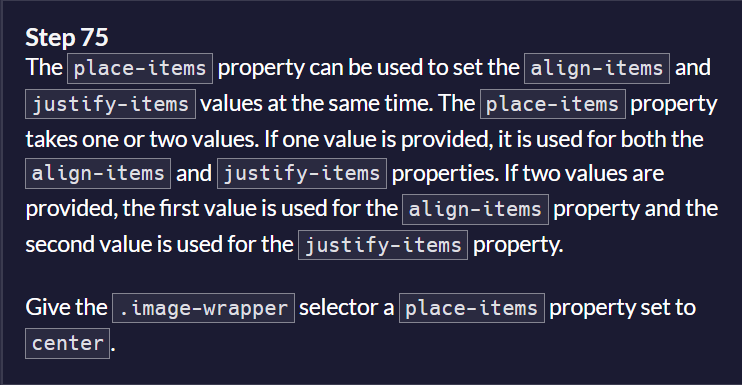 Step 75
The place-items property can be used to set the align-items and
justify-items values at the same time. The place-items property
takes one or two values. If one value is provided, it is used for both the
align-items and justify-items properties. If two values are
provided, the first value is used for the align-items property and the
second value is used for the justify-items property.
Give the .image-wrapper selector a place-items property set to
center.